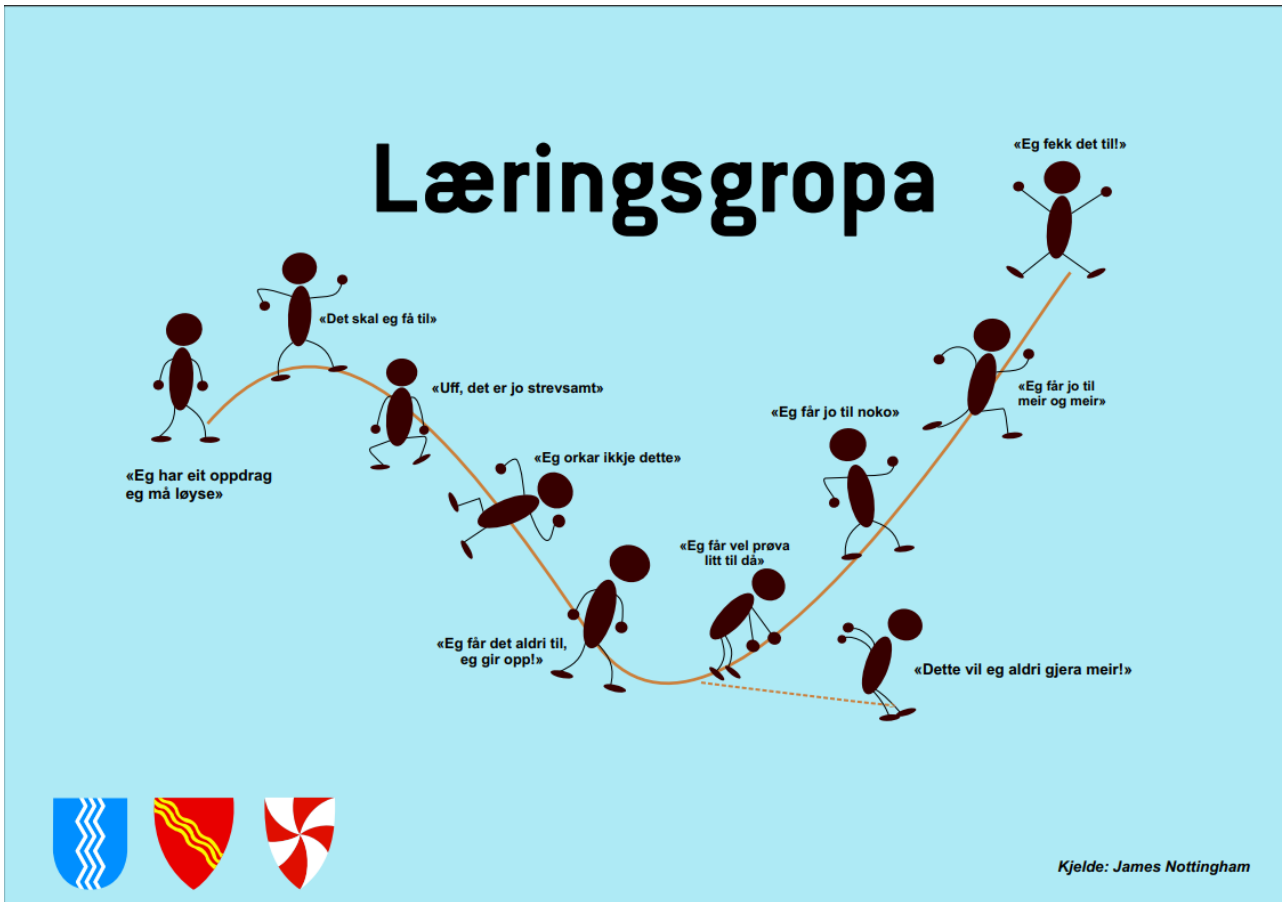 Læringsgropa
«Eg har eit oppdrag
eg må løyse»
«Det skal eg få til»
«Uff, det er jo strevsamt»
«Eg orkar ikkje dette»
«Eg får det aldri til,
eg gir opp!»
«Eg får vel prøva
litt til då»
«Dette vil eg aldri gjera meir!»
«Eg får jo til noko»
«Eg får jo til
meir og meir»
«Eg fekk det til!»
Kjelde: James Nottingham